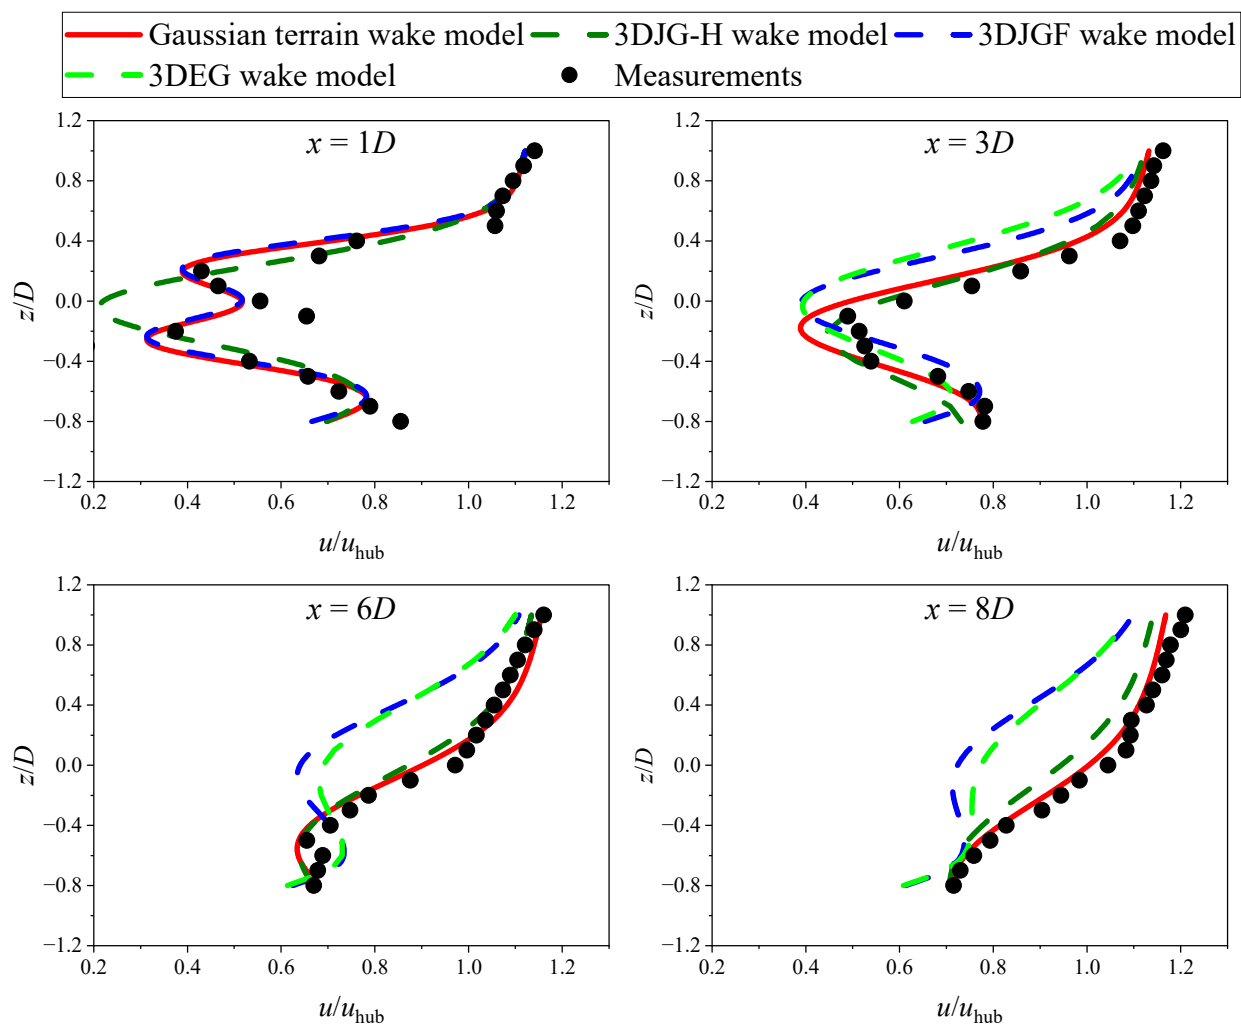 Gaussian terrain wake model 3DJG-H wake model 3DJGF wake model
3DEG wake model Measurements
x = 1D
1.2
0.8
0.4
0.0
−0.4
−0.8
−1.2
z/D
0.2 0.4 0.6 0.8 1.0 1.2
u/u_hub
x = 3D
1.2
0.8
0.4
0.0
−0.4
−0.8
−1.2
z/D
0.2 0.4 0.6 0.8 1.0 1.2
u/u_hub
x = 6D
1.2
0.8
0.4
0.0
−0.4
−0.8
−1.2
z/D
0.2 0.4 0.6 0.8 1.0 1.2
u/u_hub
x = 8D
1.2
0.8
0.4
0.0
−0.4
−0.8
−1.2
z/D
0.2 0.4 0.6 0.8 1.0 1.2
u/u_hub